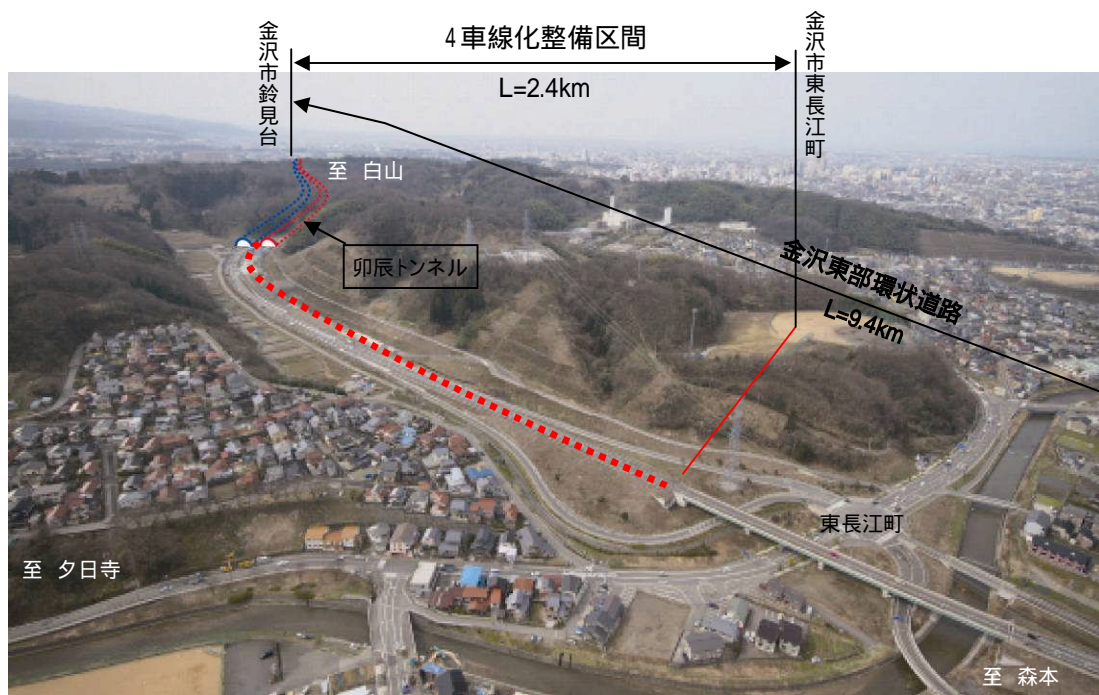 金沢市鈴見台
4車線化整備区間
L=2.4km
金沢市東長江町
至 白山
卯辰トンネル
金沢東部環状道路
L=9.4km
東長江町
至 夕日寺
至 森本